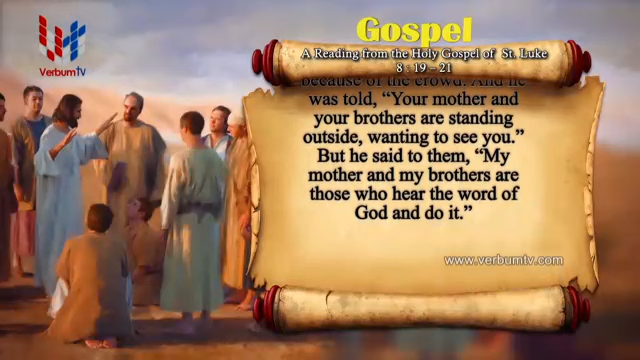 VerbumTV
Gospel
A Reading from the Holy Gospel of St. Luke
8 : 19 – 21
because of the crowd. And he
was told, “Your mother and
your brothers are standing
outside, wanting to see you.”
But he said to them, “My
mother and my brothers are
those who hear the word of
God and do it.”
www.verbumtv.com